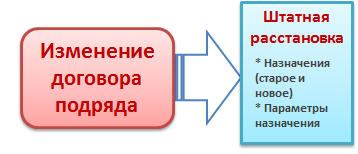 Изменение
договора
подряда
Штатная
расстановка
* Назначения
(старое и
новое)
* Параметры
назначения